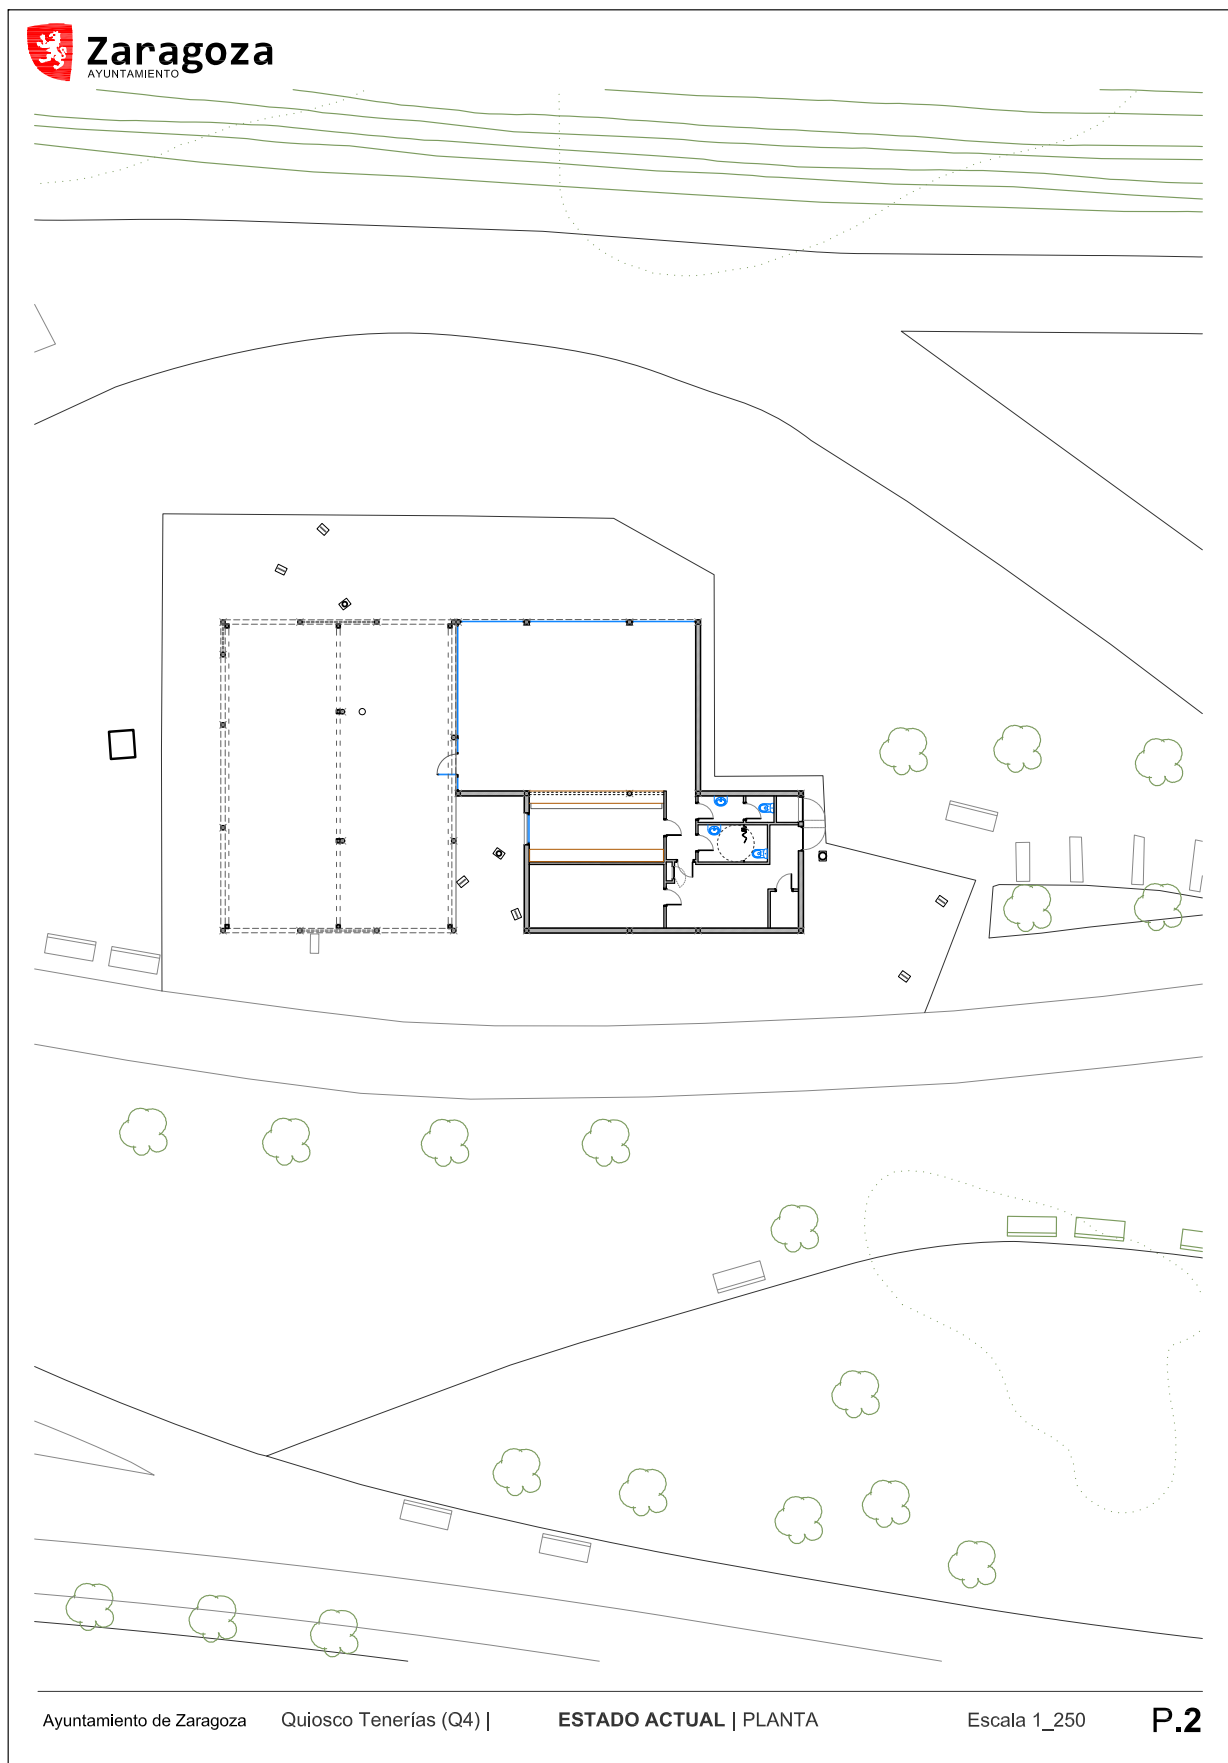 Zaragoza
AYUNTAMIENTO
Ayuntamiento de Zaragoza Quiosco Tenerías (Q4) | ESTADO ACTUAL | PLANTA Escala 1_250 P.2